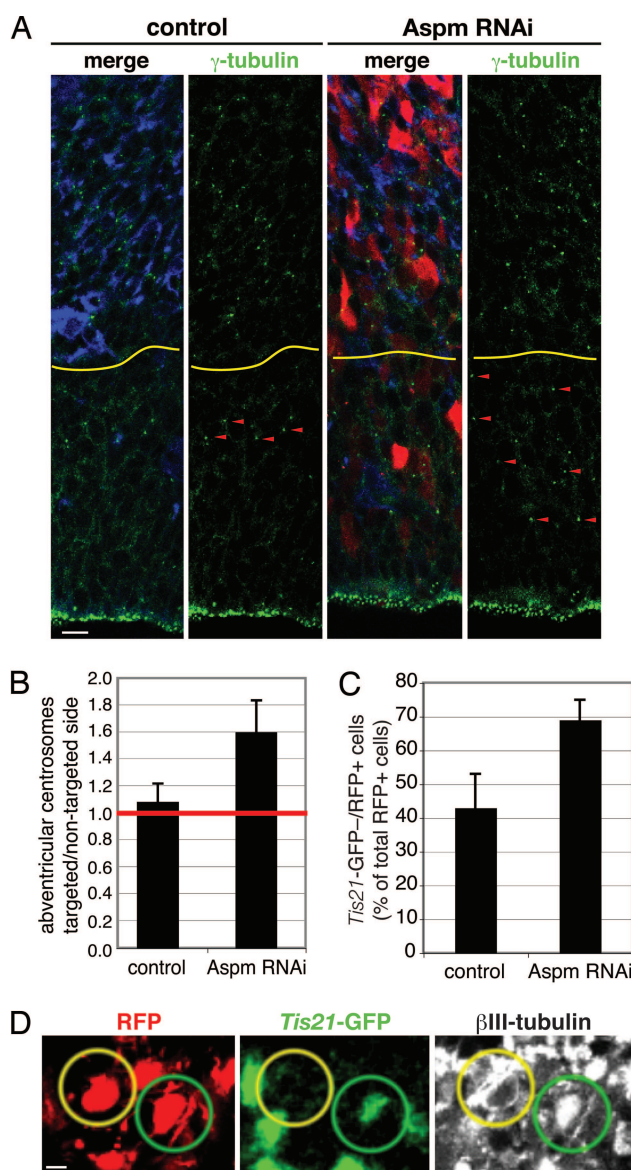 A
control
Aspm RNAi
merge
γ-tubulin
merge
γ-tubulin
B
abventricular centrosomes
targeted/non-targeted side
2.0
1.8
1.6
1.4
1.2
1.0
0.8
0.6
0.4
0.2
0.0
control
Aspm RNAi
C
Tis21-GFP–/RFP+ cells
(% of total RFP+ cells)
80
70
60
50
40
30
20
10
0
control
Aspm RNAi
D
RFP
Tis21-GFP
βIII-tubulin